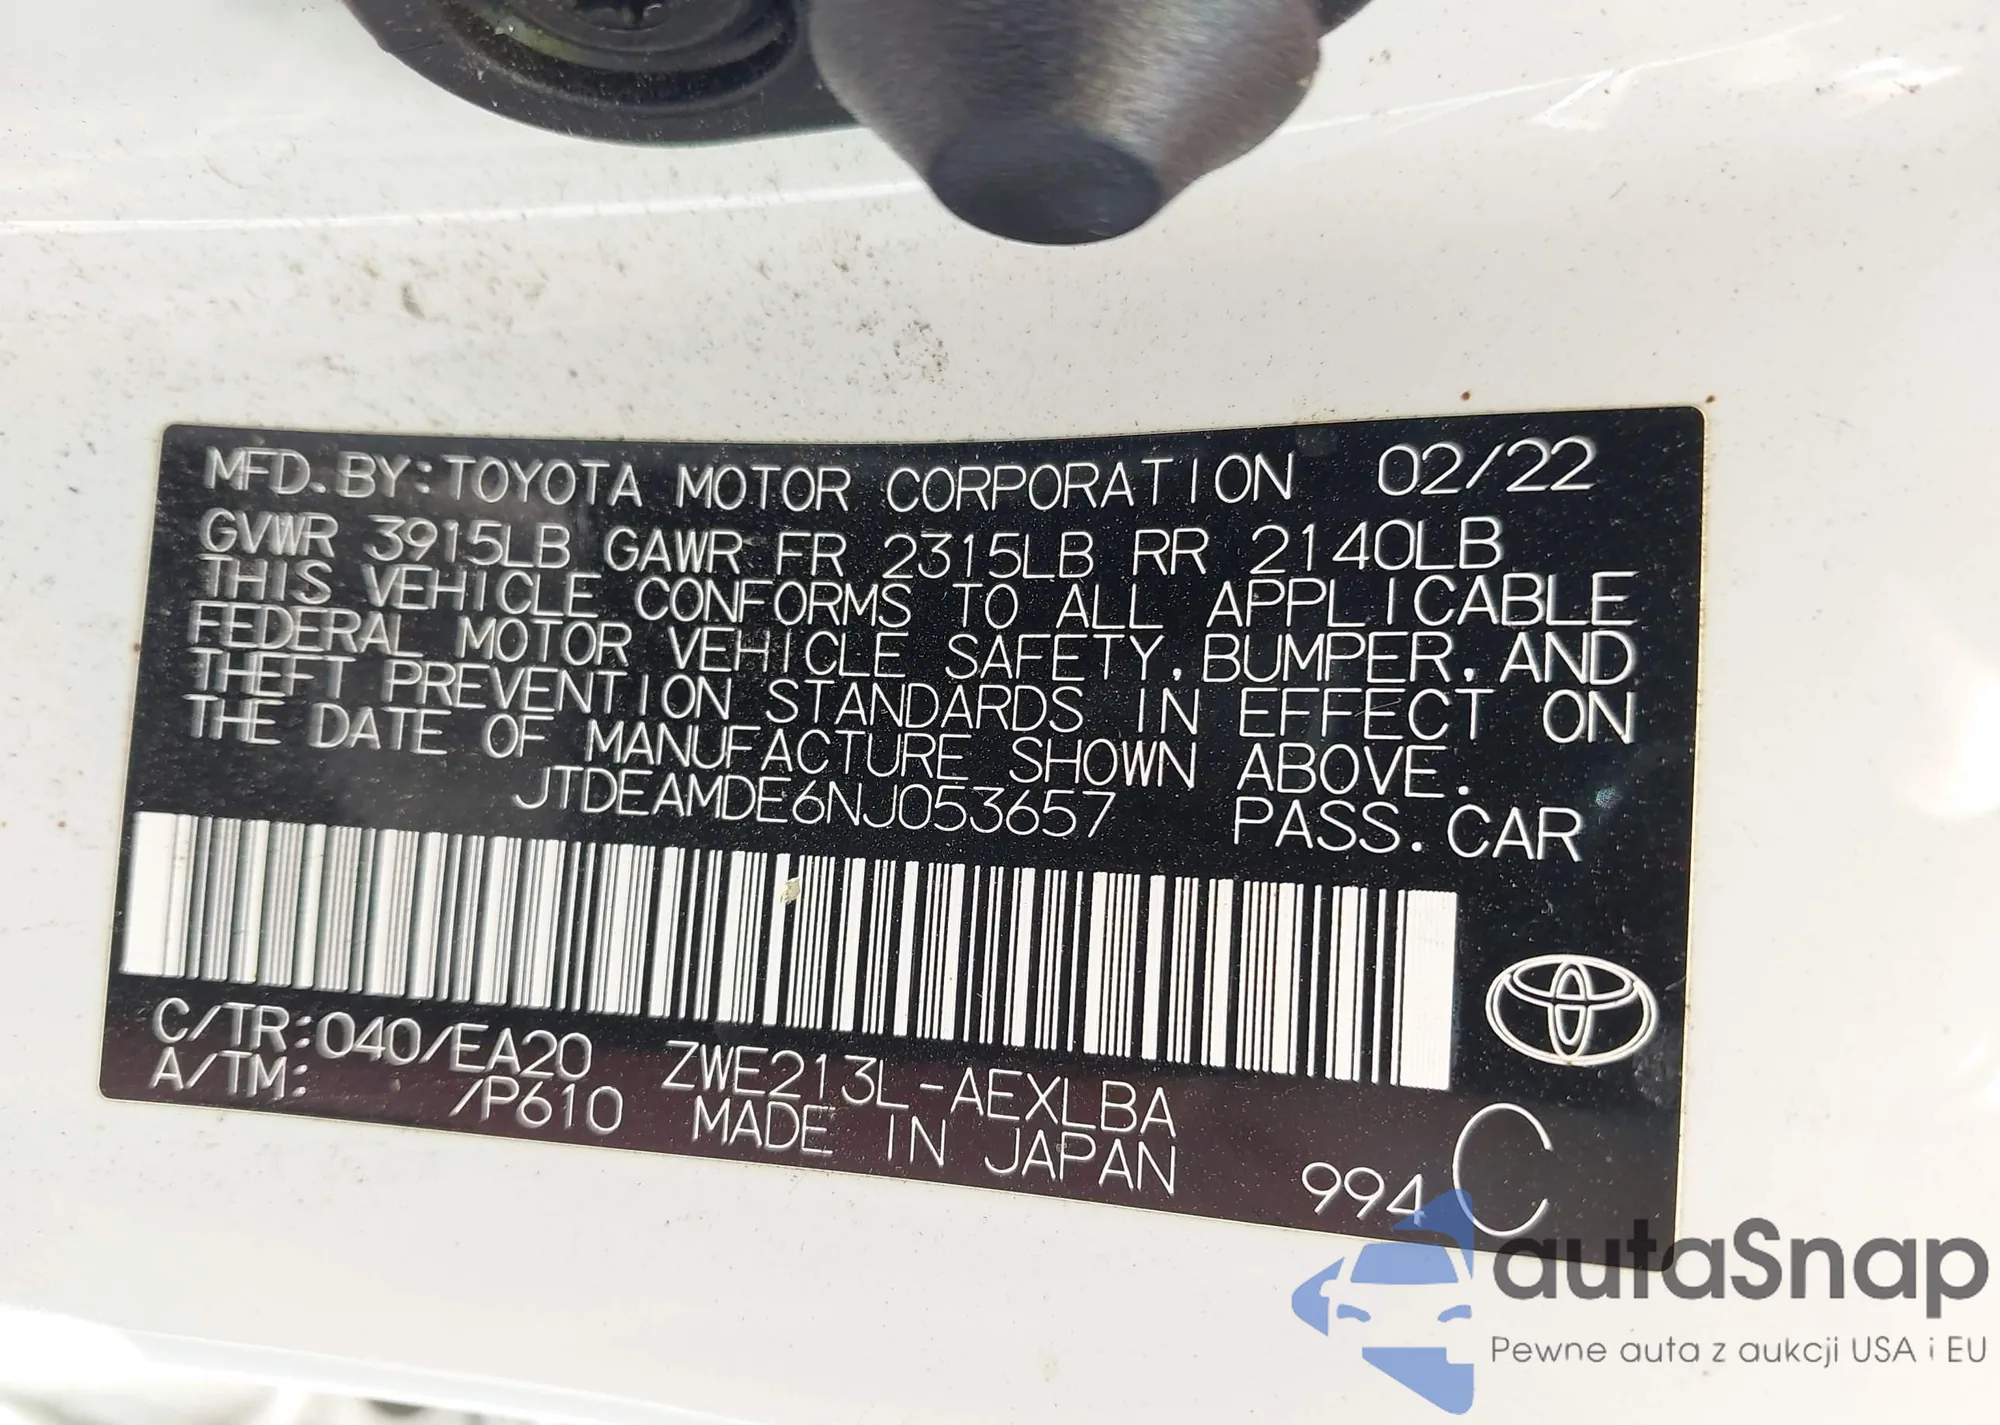 MFD.BY:TOYOTA MOTOR CORPORATION 02/22
GVWR 3915LB GAWR FR 2315LB RR 2140LB
THIS VEHICLE CONFORMS TO ALL APPLICABLE
FEDERAL MOTOR VEHICLE SAFETY,BUMPER,AND
THEFT PREVENTION STANDARDS IN EFFECT ON
THE DATE OF MANUFACTURE SHOWN ABOVE.
JTDEAMDE6NJ053657 PASS.CAR
C/TR:040/EA20 ZWE213L-AEXLBA
A/TM: /P610 MADE IN JAPAN 994 C
autaSnap
Pewne auta z aukcji USA i EU